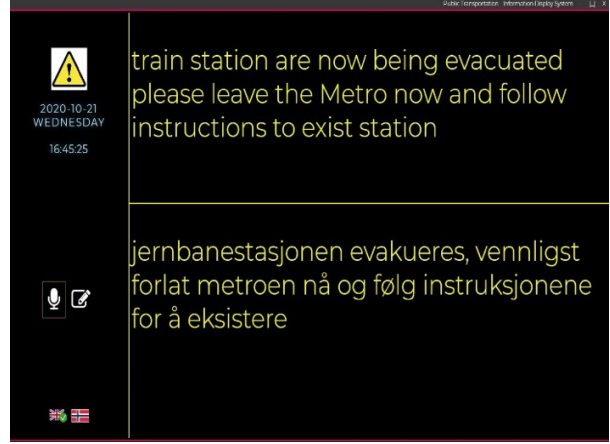 Public Transportation - Information Display System
train station are now being evacuated
please leave the Metro now and follow
instructions to exist station
2020-10-21
WEDNESDAY
16:45:25
jernbanestasjonen evakueres, vennligst
forlat metroen nå og følg instruksjonene
for å eksistere